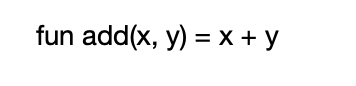 fun add(x, y) = x + y